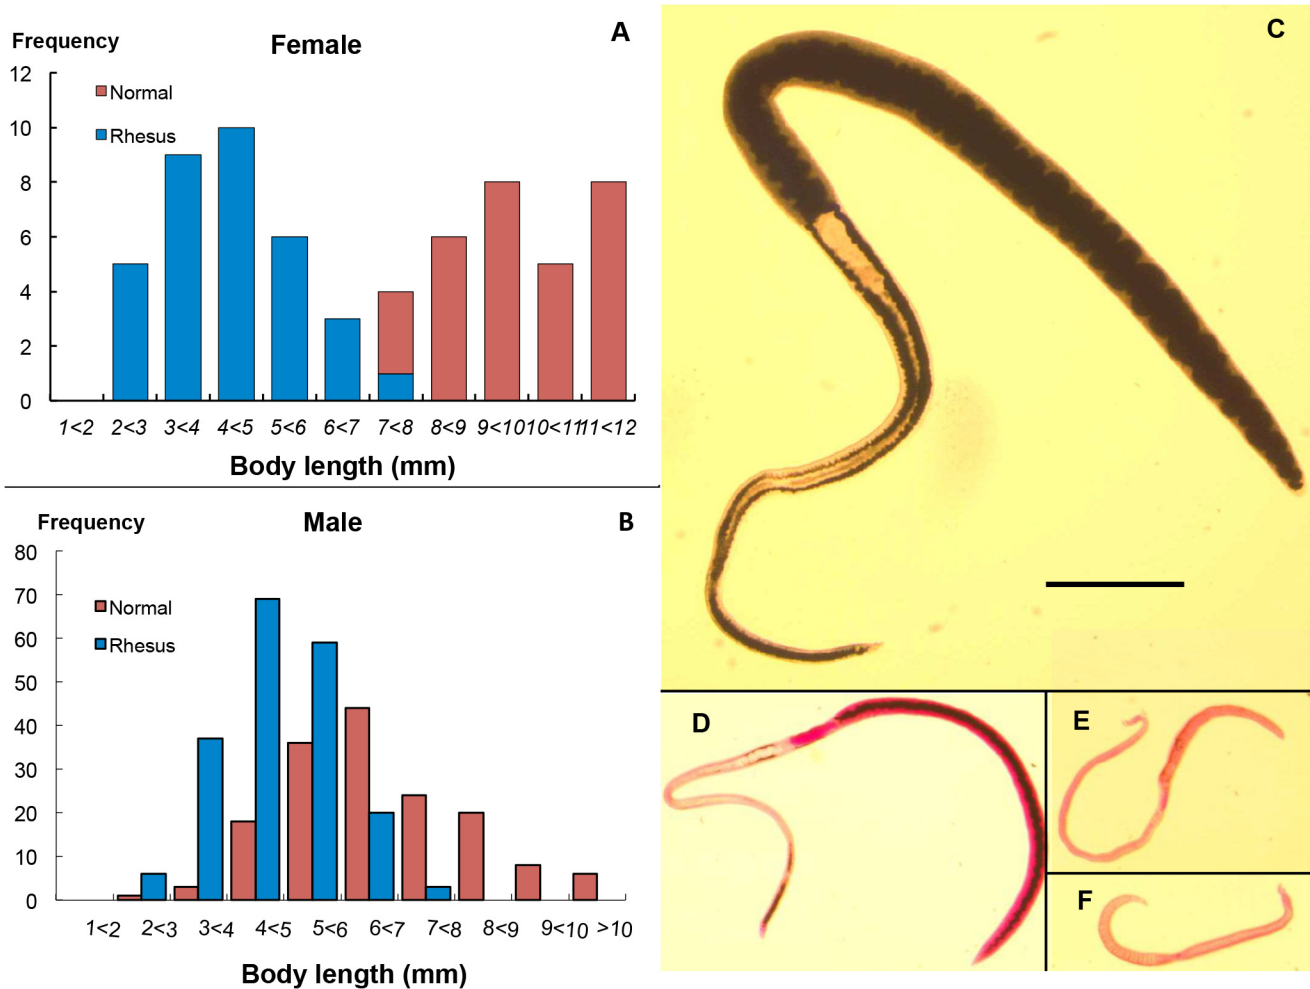 Frequency
Female
A
12
Normal
Rhesus
10
8
6
4
2
0
1<2 2<3 3<4 4<5 5<6 6<7 7<8 8<9 9<10 10<11 11<12
Body length (mm)
Frequency
Male
B
80
70
Normal
Rhesus
60
50
40
30
20
10
0
1<2 2<3 3<4 4<5 5<6 6<7 7<8 8<9 9<10 >10
Body length (mm)
C
D
E
F